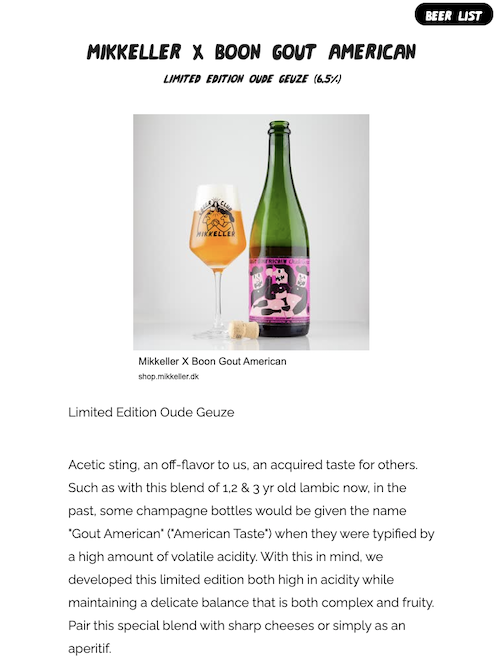 BEER LIST
MIKKELLER X BOON GOUT AMERICAN
LIMITED EDITION OUDE GEUZE (6.5%)
MIKKELLER
Mikkeller X Boon Gout American
shop.mikkeller.dk
Limited Edition Oude Geuze
Acetic sting, an off-flavor to us, an acquired taste for others.
Such as with this blend of 1,2 & 3 yr old lambic now, in the
past, some champagne bottles would be given the name
"Gout American" ("American Taste") when they were typified by
a high amount of volatile acidity. With this in mind, we
developed this limited edition both high in acidity while
maintaining a delicate balance that is both complex and fruity.
Pair this special blend with sharp cheeses or simply as an
aperitif.